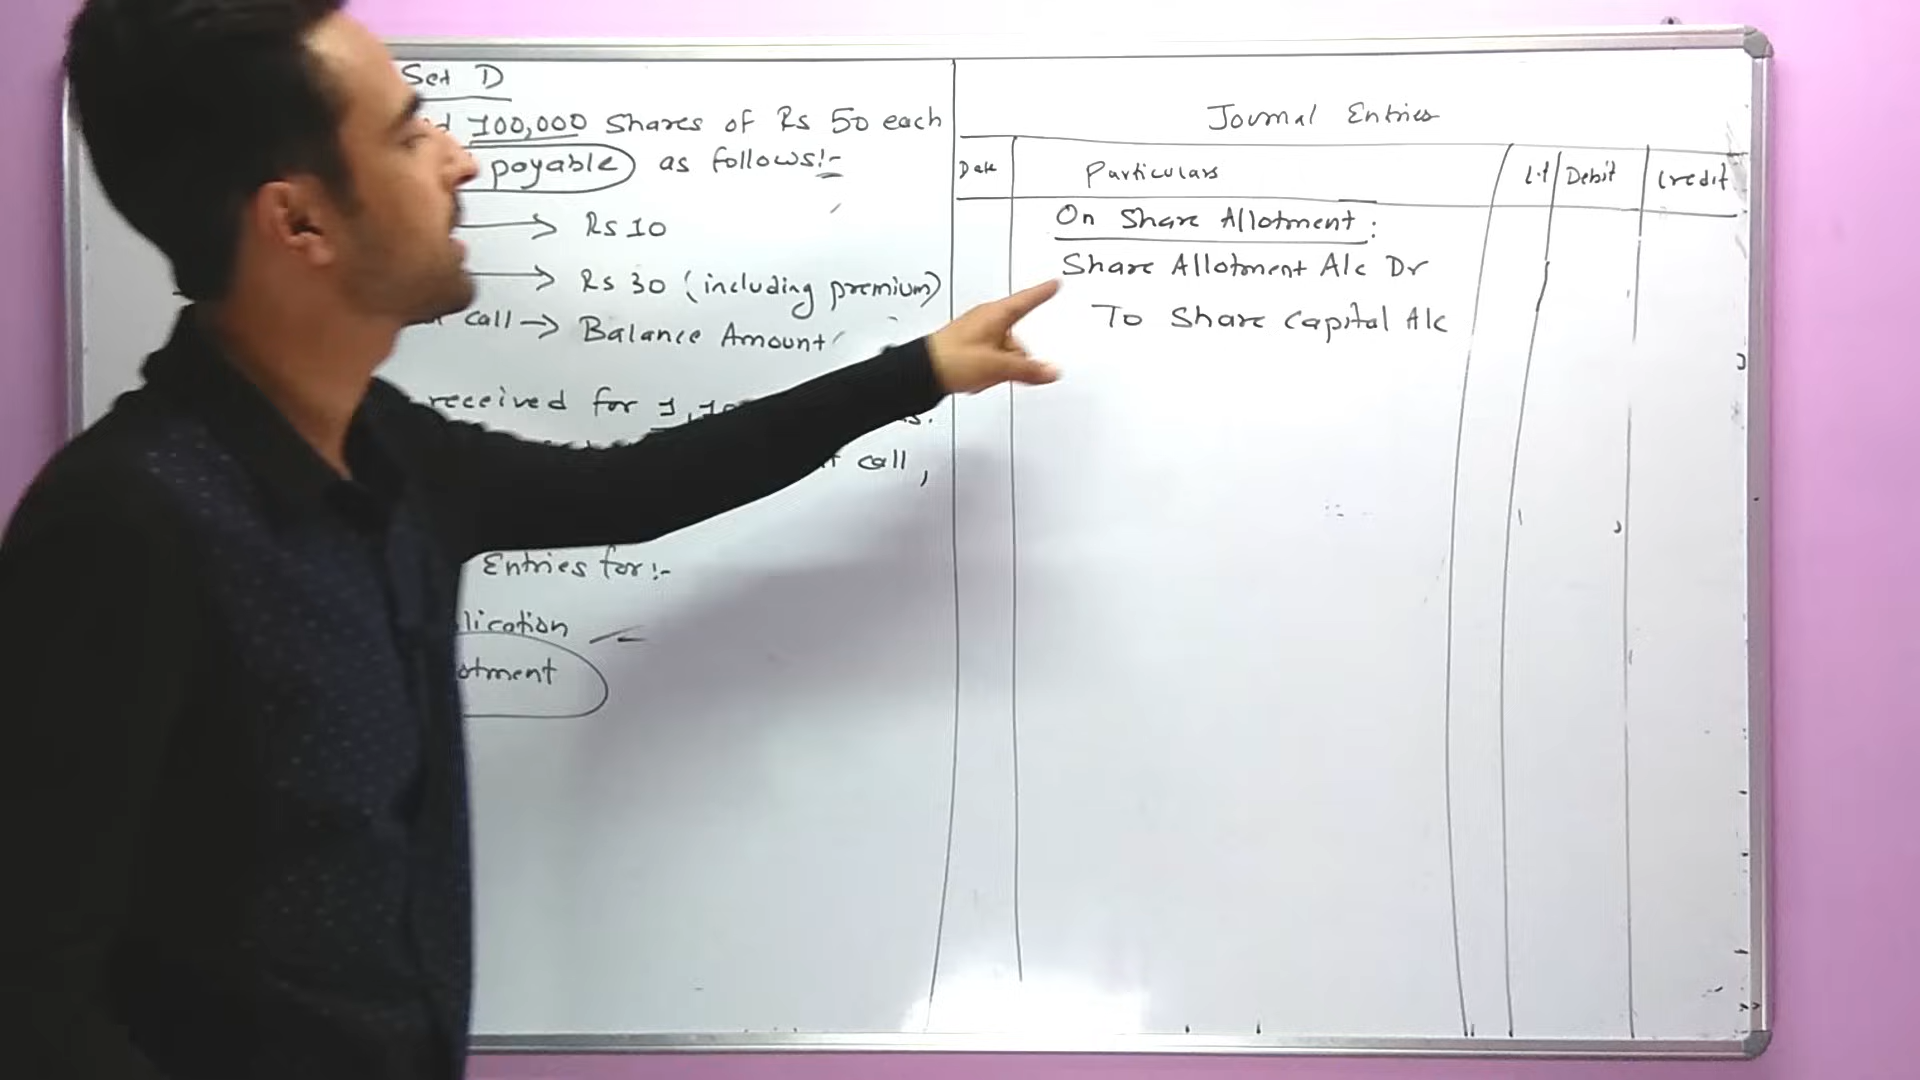 Set D
100,000 Shares of Rs 50 each
payable as follows:-
→ Rs 10
→ Rs 30 (including premium)
call → Balance Amount
received for
call,
Entries for:-
lication
otment
Journal Entries
Date Particulars L.f Debit Credit
On Share Allotment:
Share Allotment A/c Dr
To Share Capital A/c